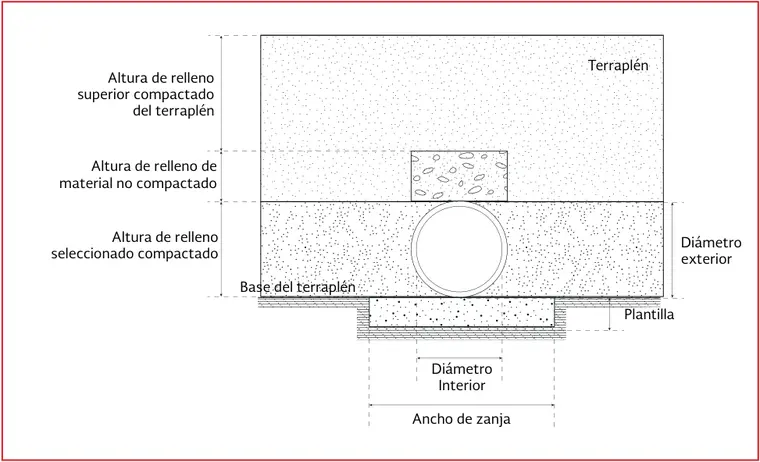 Terraplén
Altura de relleno
superior compactado
del terraplén
Altura de relleno de
material no compactado
Altura de relleno
seleccionado compactado
Diámetro
exterior
Base del terraplén
Plantilla
Diámetro
Interior
Ancho de zanja